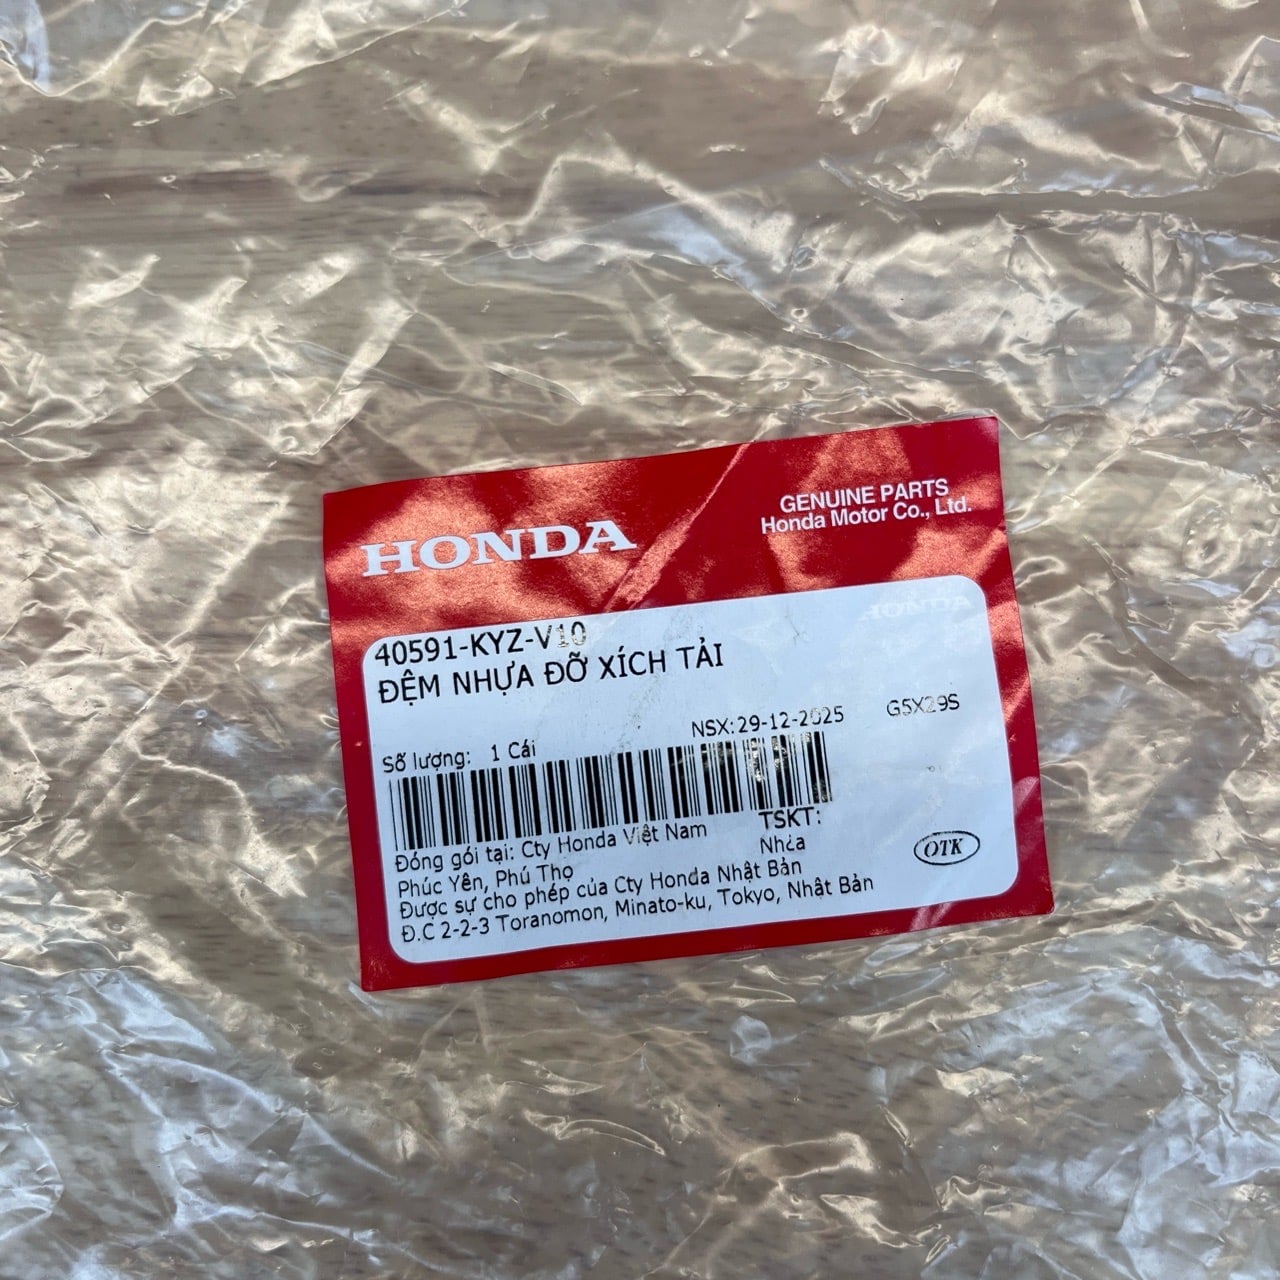 HONDA
GENUINE PARTS
Honda Motor Co., Ltd.
HONDA
40591-KYZ-V10
ĐỆM NHỰA ĐỠ XÍCH TẢI
NSX: 29-12-2025 G5X29S
Số lượng: 1 Cái
TSKT:
Đóng gói tại: Cty Honda Việt Nam
Phúc Yên, Phú Thọ
Được sự cho phép của Cty Honda Nhật Bản
Đ.C 2-2-3 Toranomon, Minato-ku, Tokyo, Nhật Bản
OTK